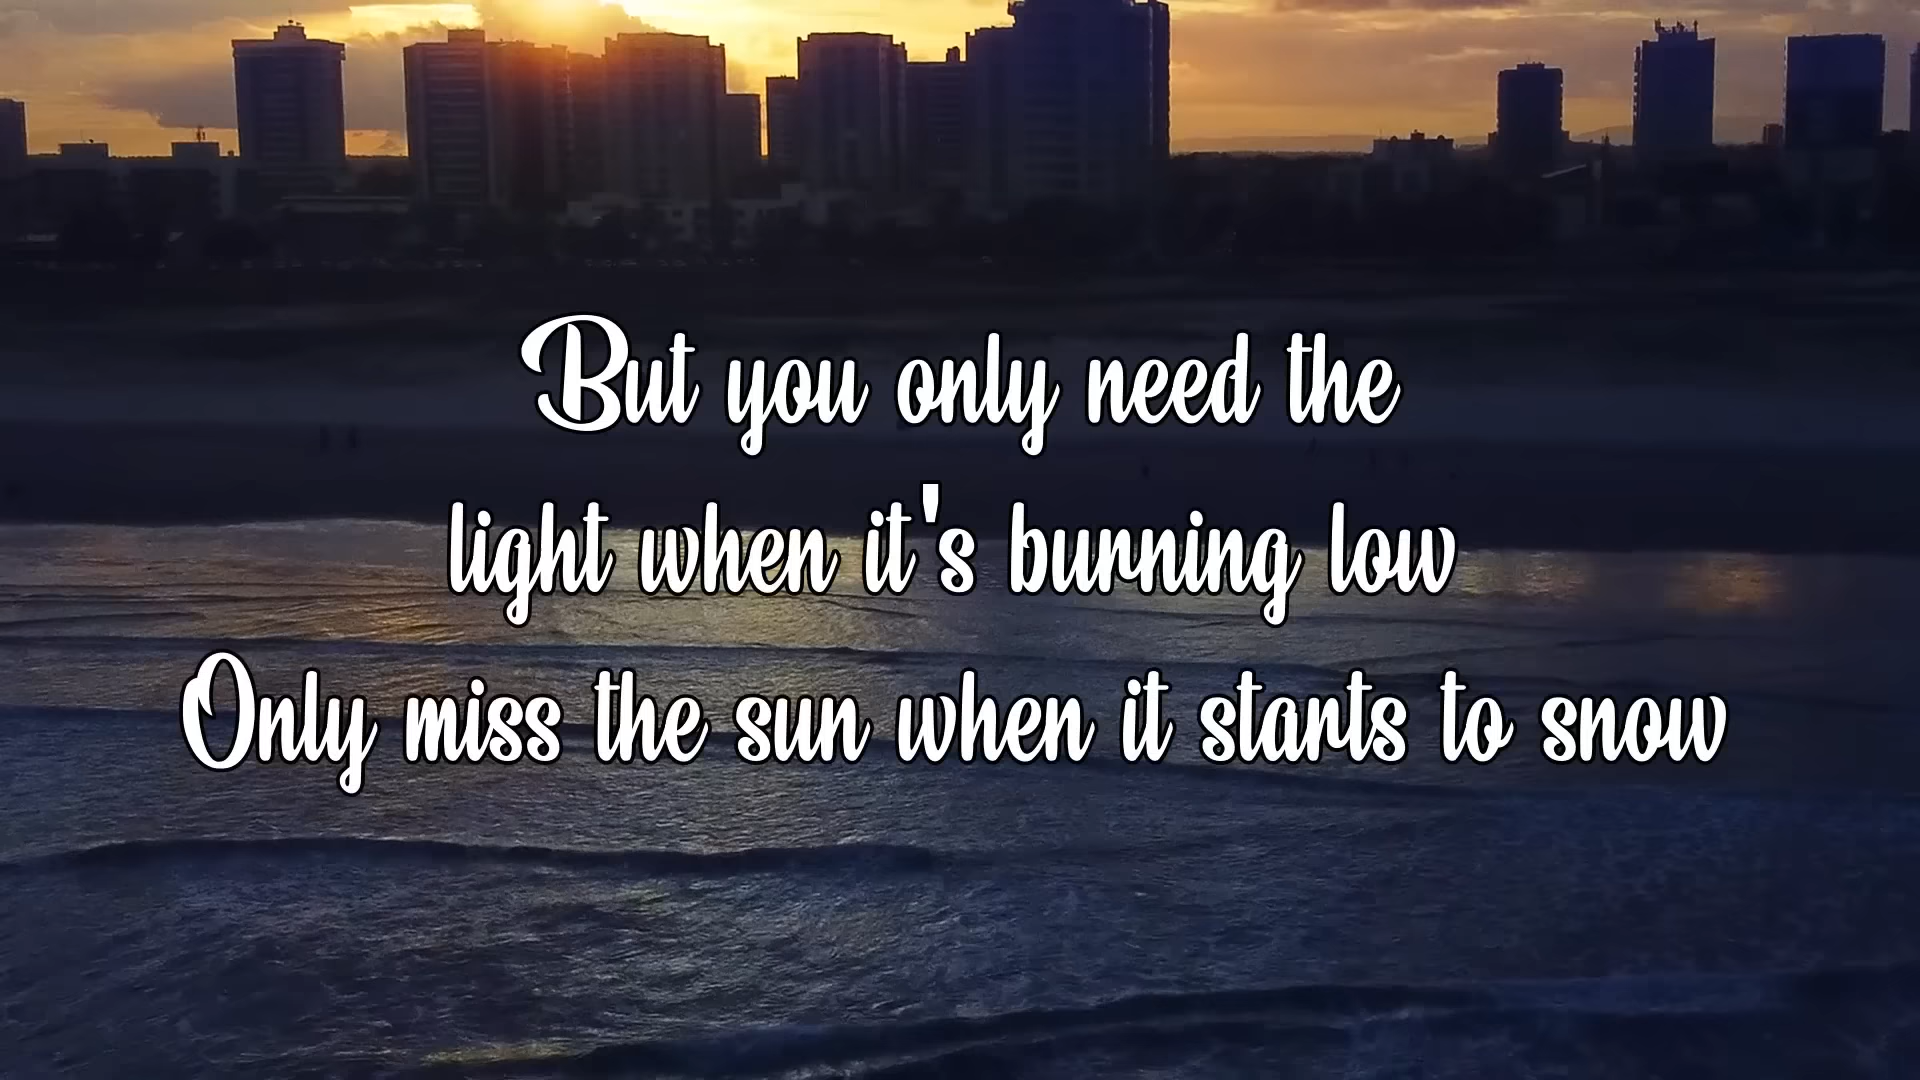 But you only need the
light when it's burning low
Only miss the sun when it starts to snow